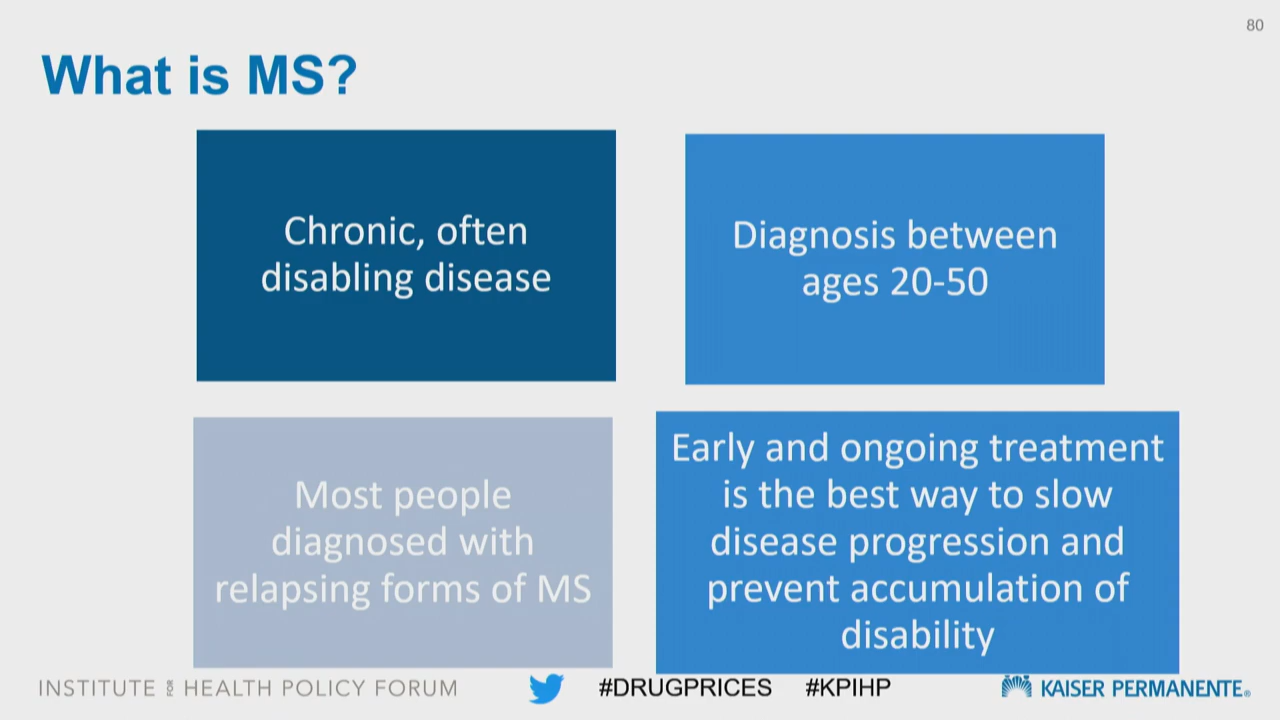 80
What is MS?
Chronic, often
disabling disease
Diagnosis between
ages 20-50
Most people
diagnosed with
relapsing forms of MS
Early and ongoing treatment
is the best way to slow
disease progression and
prevent accumulation of
disability
INSTITUTE FOR HEALTH POLICY FORUM
#DRUGPRICES #KPIHP
KAISER PERMANENTE®